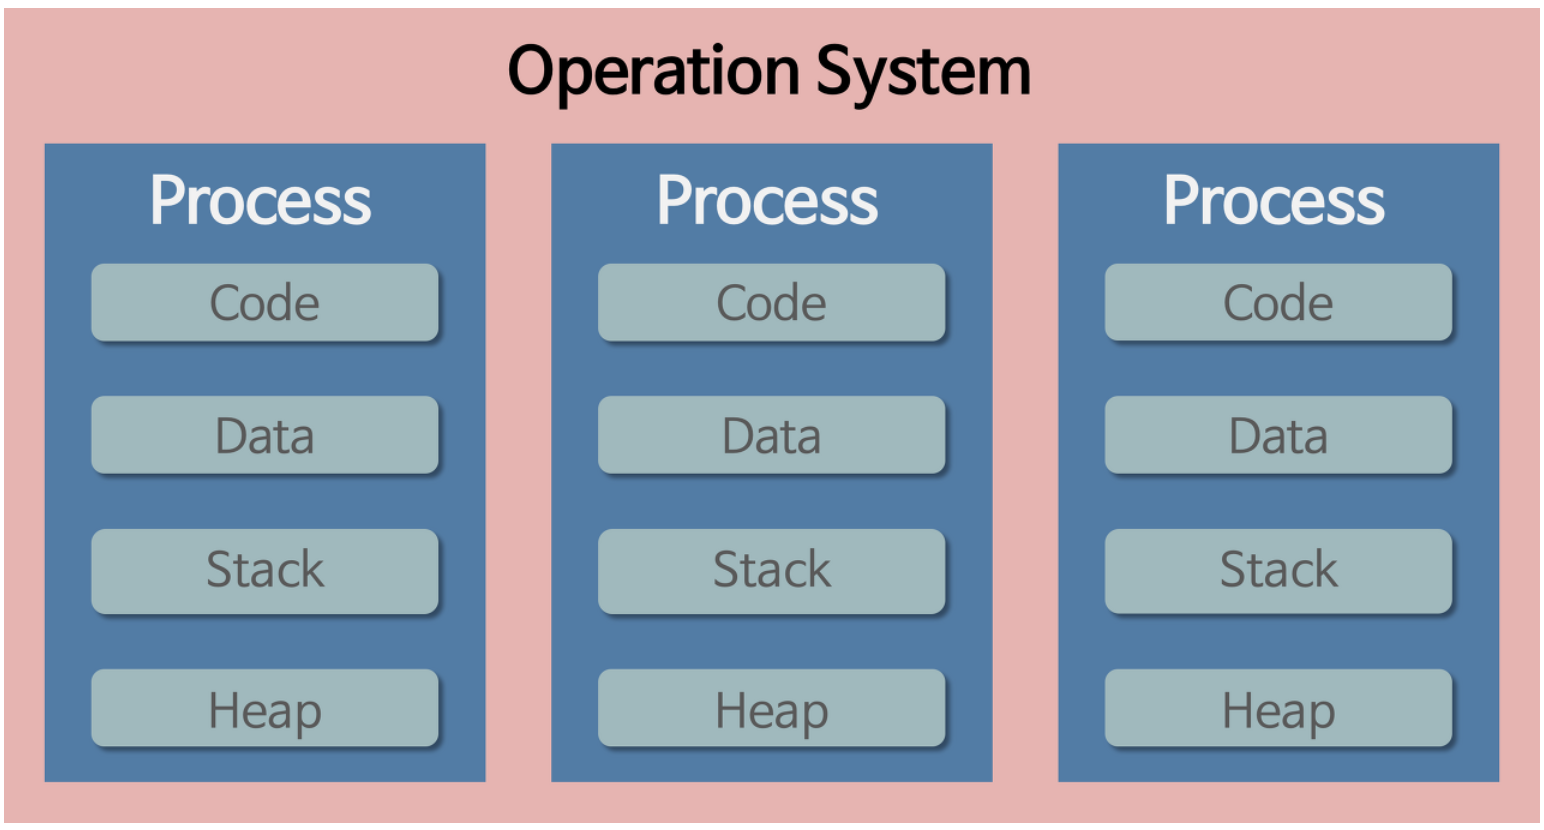 Operation System
Process
Code
Data
Stack
Heap
Process
Code
Data
Stack
Heap
Process
Code
Data
Stack
Heap